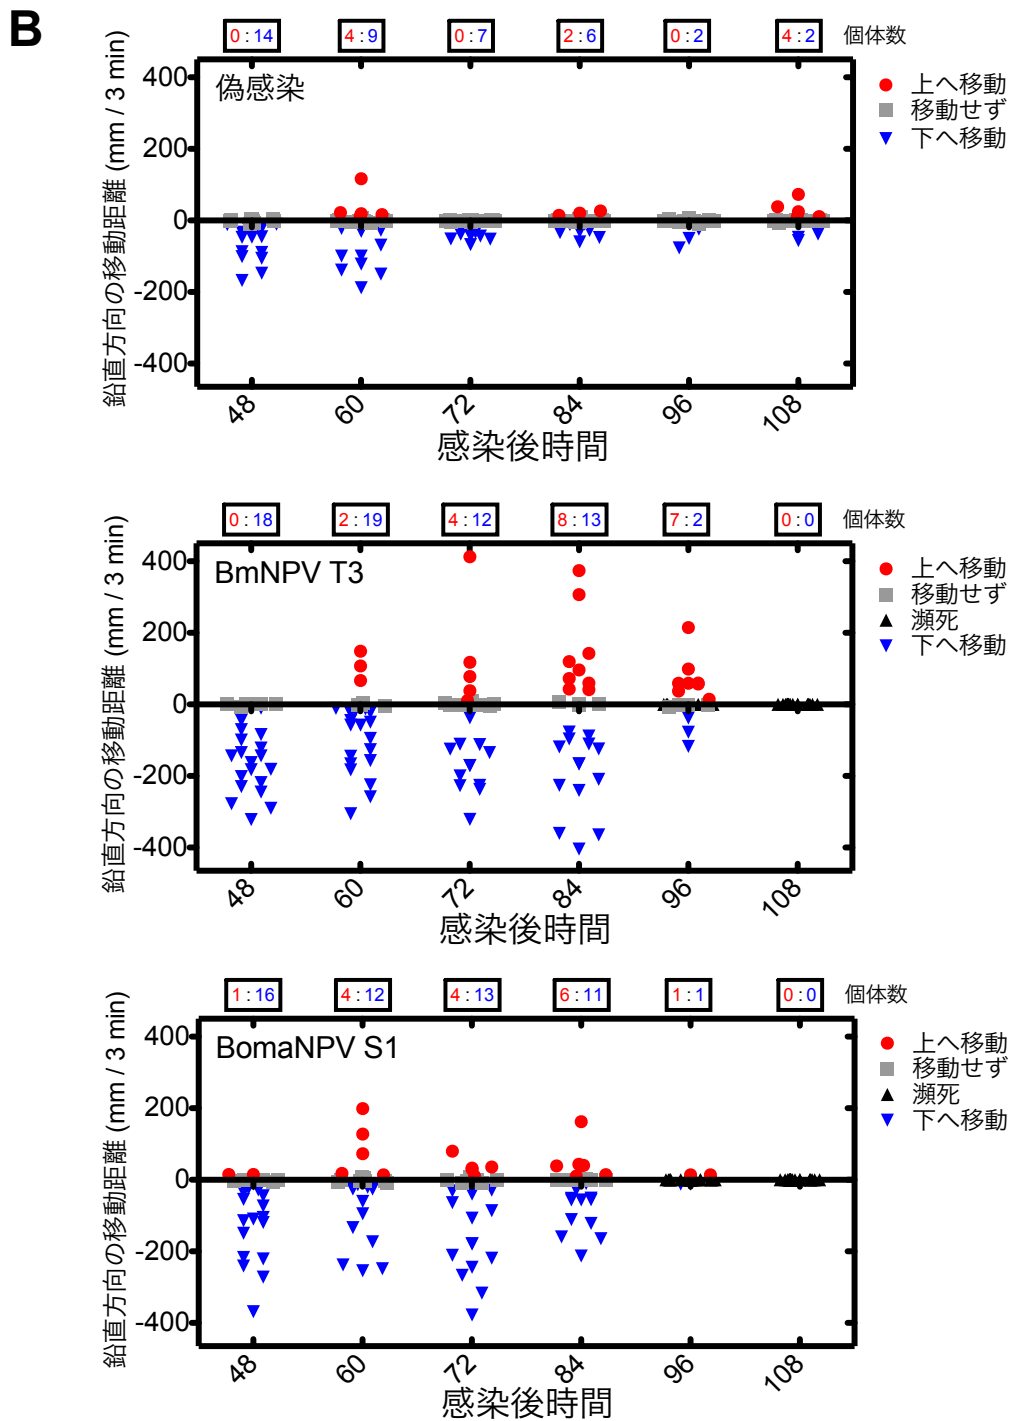 B
0 : 14 4 : 9 0 : 7 2 : 6 0 : 2 4 : 2 個体数
偽感染
上へ移動
移動せず
下へ移動
鉛直方向の移動距離 (mm / 3 min)
400
200
0
-200
-400
48 60 72 84 96 108
感染後時間
0 : 18 2 : 19 4 : 12 8 : 13 7 : 2 0 : 0 個体数
BmNPV T3
上へ移動
移動せず
瀕死
下へ移動
鉛直方向の移動距離 (mm / 3 min)
400
200
0
-200
-400
48 60 72 84 96 108
感染後時間
1 : 16 4 : 12 4 : 13 6 : 11 1 : 1 0 : 0 個体数
BomaNPV S1
上へ移動
移動せず
瀕死
下へ移動
鉛直方向の移動距離 (mm / 3 min)
400
200
0
-200
-400
48 60 72 84 96 108
感染後時間